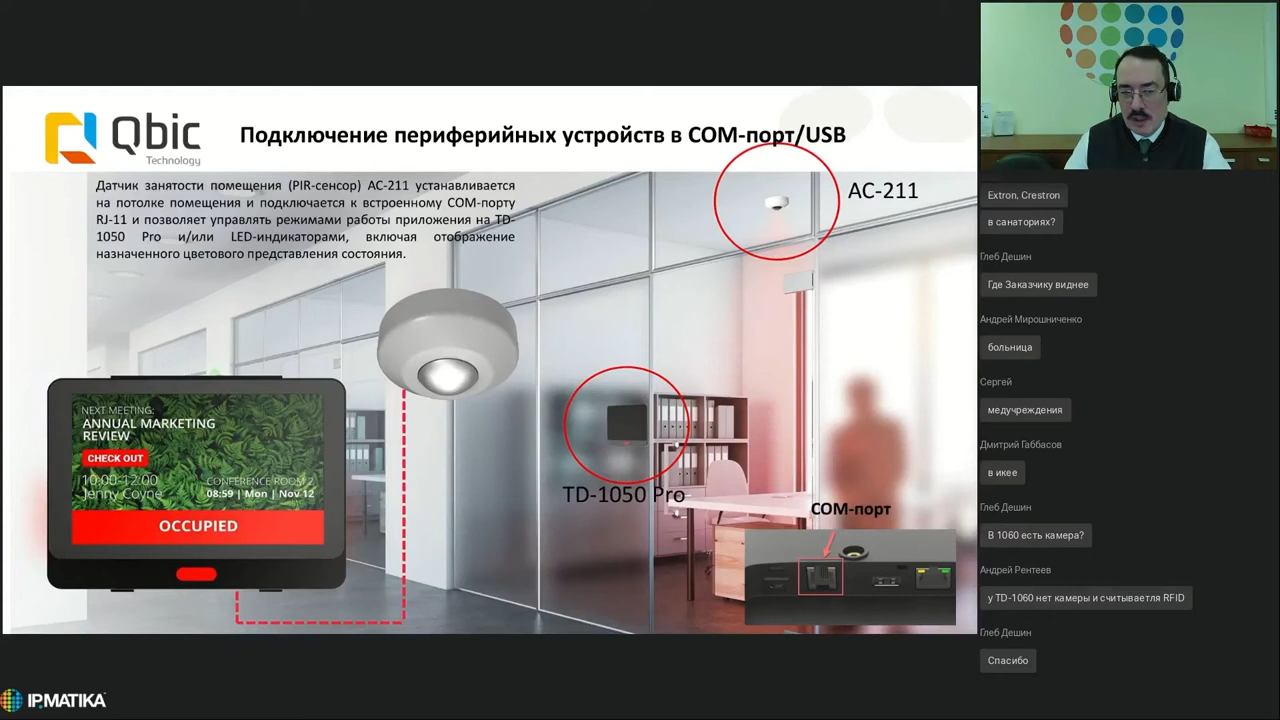 Qbic
Technology
Подключение периферийных устройств в COM-порт/USB
Датчик занятости помещения (PIR-сенсор) AC-211 устанавливается
на потолке помещения и подключается к встроенному COM-порту
RJ-11 и позволяет управлять режимами работы приложения на TD-
1050 Pro и/или LED-индикаторами, включая отображение
назначенного цветового представления состояния.
AC-211
TD-1050 Pro
COM-порт
NEXT MEETING:
ANNUAL MARKETING
REVIEW
CHECK OUT
10:00-12:00
Jenny Coyne
CONFERENCE ROOM 2
08:59 | Mon | Nov 12
OCCUPIED
Extron, Crestron
в санаториях?
Глеб Дешин
Где Заказчику виднее
Андрей Мирошниченко
больница
Сергей
медучреждения
Дмитрий Габбасов
в икее
Глеб Дешин
В 1060 есть камера?
Андрей Рентеев
у TD-1060 нет камеры и считываетля RFID
Глеб Дешин
Спасибо
IPMATIKA